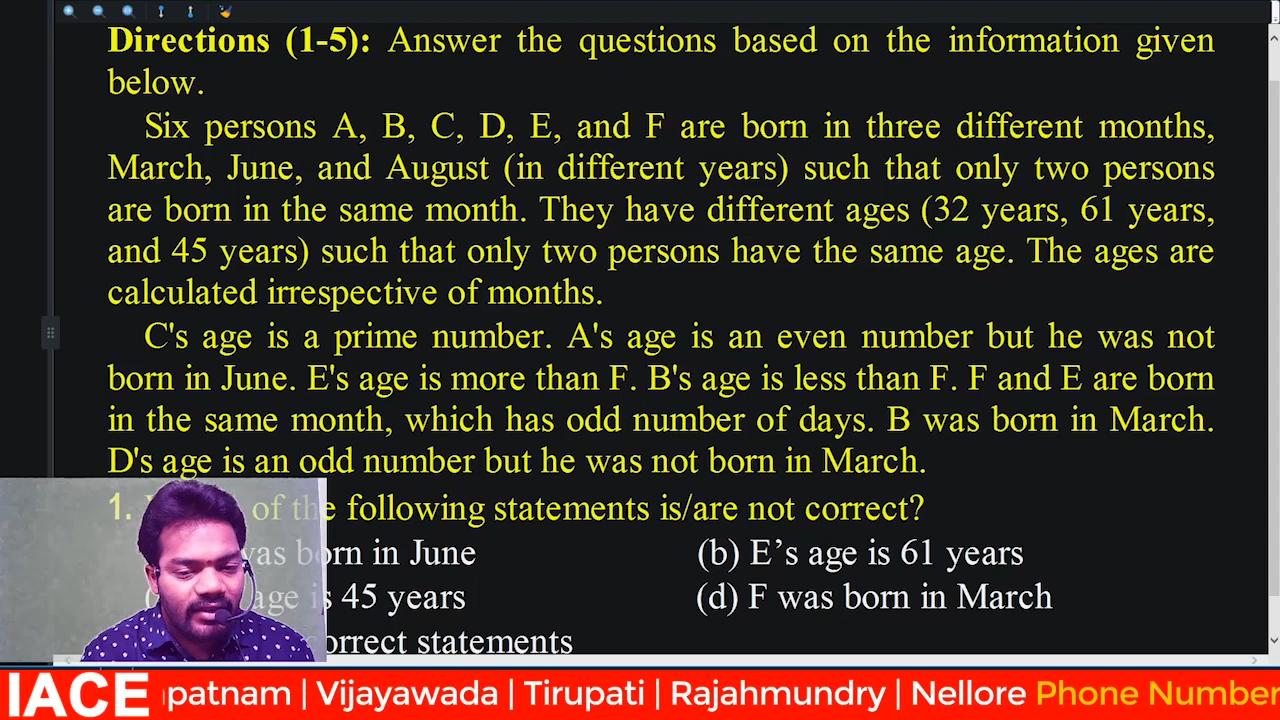 Directions (1-5): Answer the questions based on the information given
below.
Six persons A, B, C, D, E, and F are born in three different months,
March, June, and August (in different years) such that only two persons
are born in the same month. They have different ages (32 years, 61 years,
and 45 years) such that only two persons have the same age. The ages are
calculated irrespective of months.
C's age is a prime number. A's age is an even number but he was not
born in June. E's age is more than F. B's age is less than F. F and E are born
in the same month, which has odd number of days. B was born in March.
D's age is an odd number but he was not born in March.
1. of the following statements is/are not correct?
was born in June
(b) E’s age is 61 years
age is 45 years
(d) F was born in March
correct statements
IACE patnam | Vijayawada | Tirupati | Rajahmundry | Nellore Phone Number